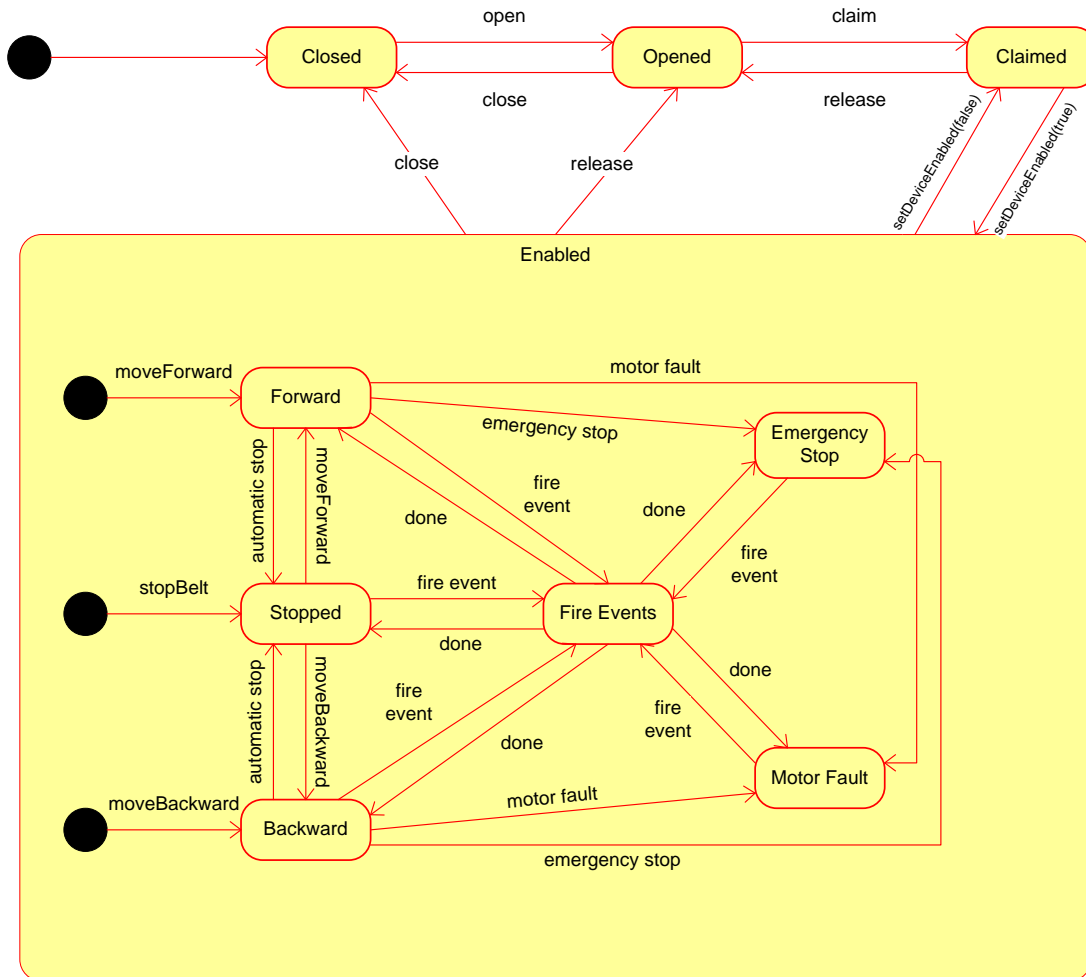 open
claim
Closed
Opened
Claimed
close
release
close
release
setDeviceEnabled(false)
setDeviceEnabled(true)
Enabled
moveForward
Forward
motor fault
emergency stop
Emergency
Stop
automatic stop
moveForward
fire
event
done
done
fire
event
stopBelt
Stopped
fire event
Fire Events
done
done
automatic stop
moveBackward
fire
event
fire
event
done
Motor Fault
moveBackward
Backward
motor fault
emergency stop